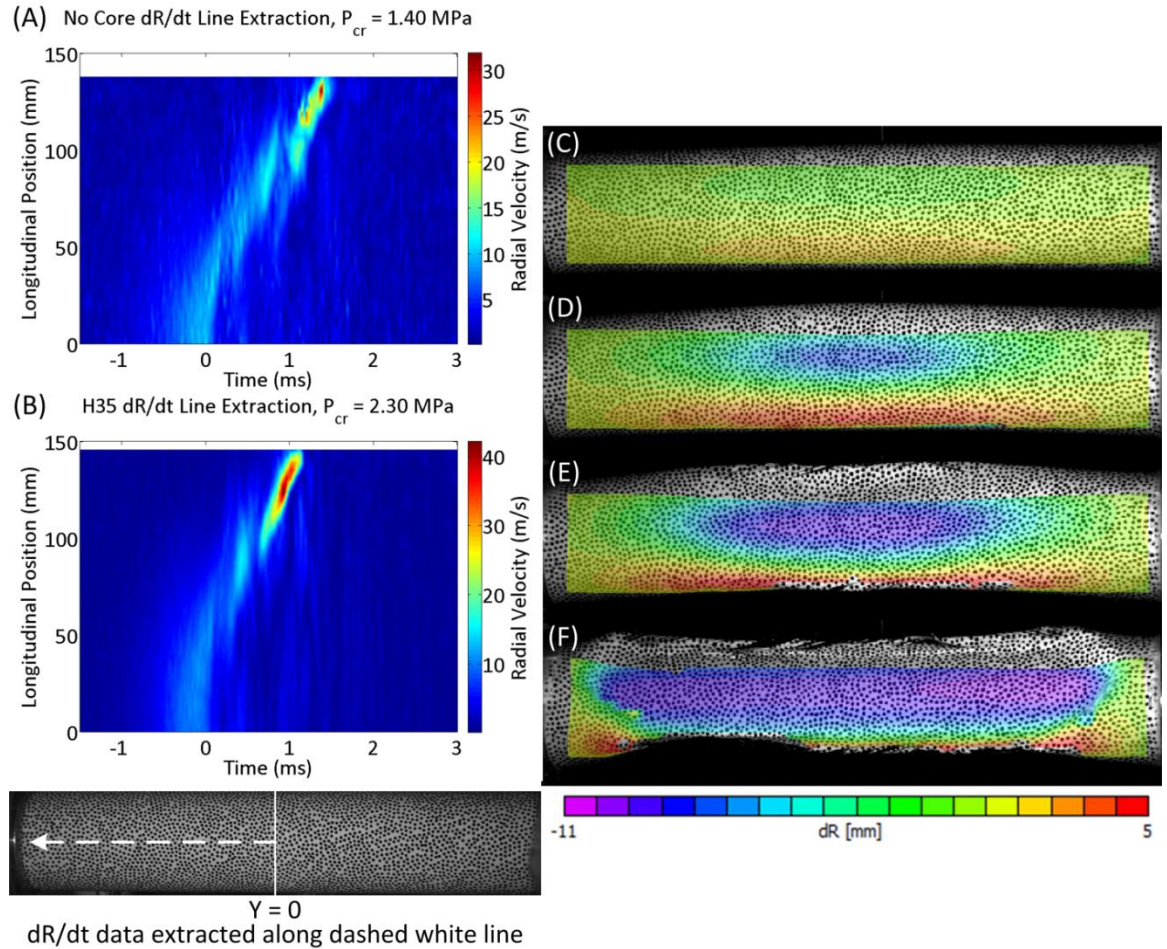 (A) No Core dR/dt Line Extraction, P_cr = 1.40 MPa
150
100
50
0
Longitudinal Position (mm)
-1 0 1 2 3
Time (ms)
30
25
20
15
10
5
Radial Velocity (m/s)
(B) H35 dR/dt Line Extraction, P_cr = 2.30 MPa
150
100
50
0
Longitudinal Position (mm)
-1 0 1 2 3
Time (ms)
40
30
20
10
Radial Velocity (m/s)
Y = 0
dR/dt data extracted along dashed white line
(C)
(D)
(E)
(F)
-11 dR [mm] 5